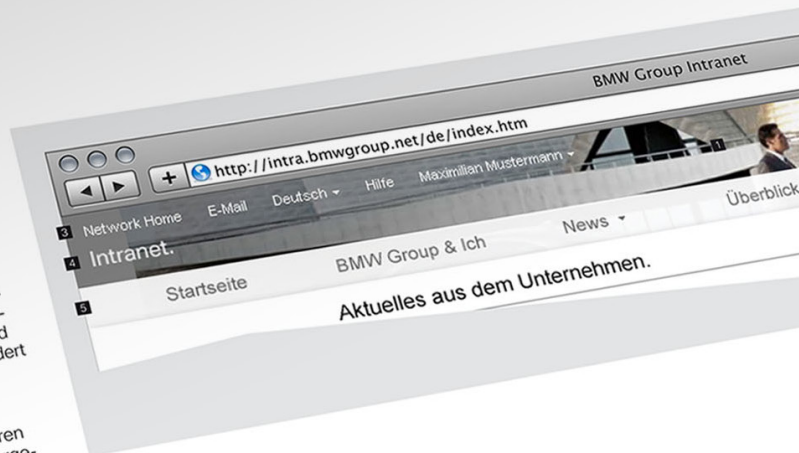 BMW Group Intranet
http://intra.bmwgroup.net/de/index.htm
1
3 Network Home E-Mail Deutsch Hilfe Maximilian Mustermann
4 Intranet.
Startseite BMW Group & Ich News Überblick
5
Aktuelles aus dem Unternehmen.